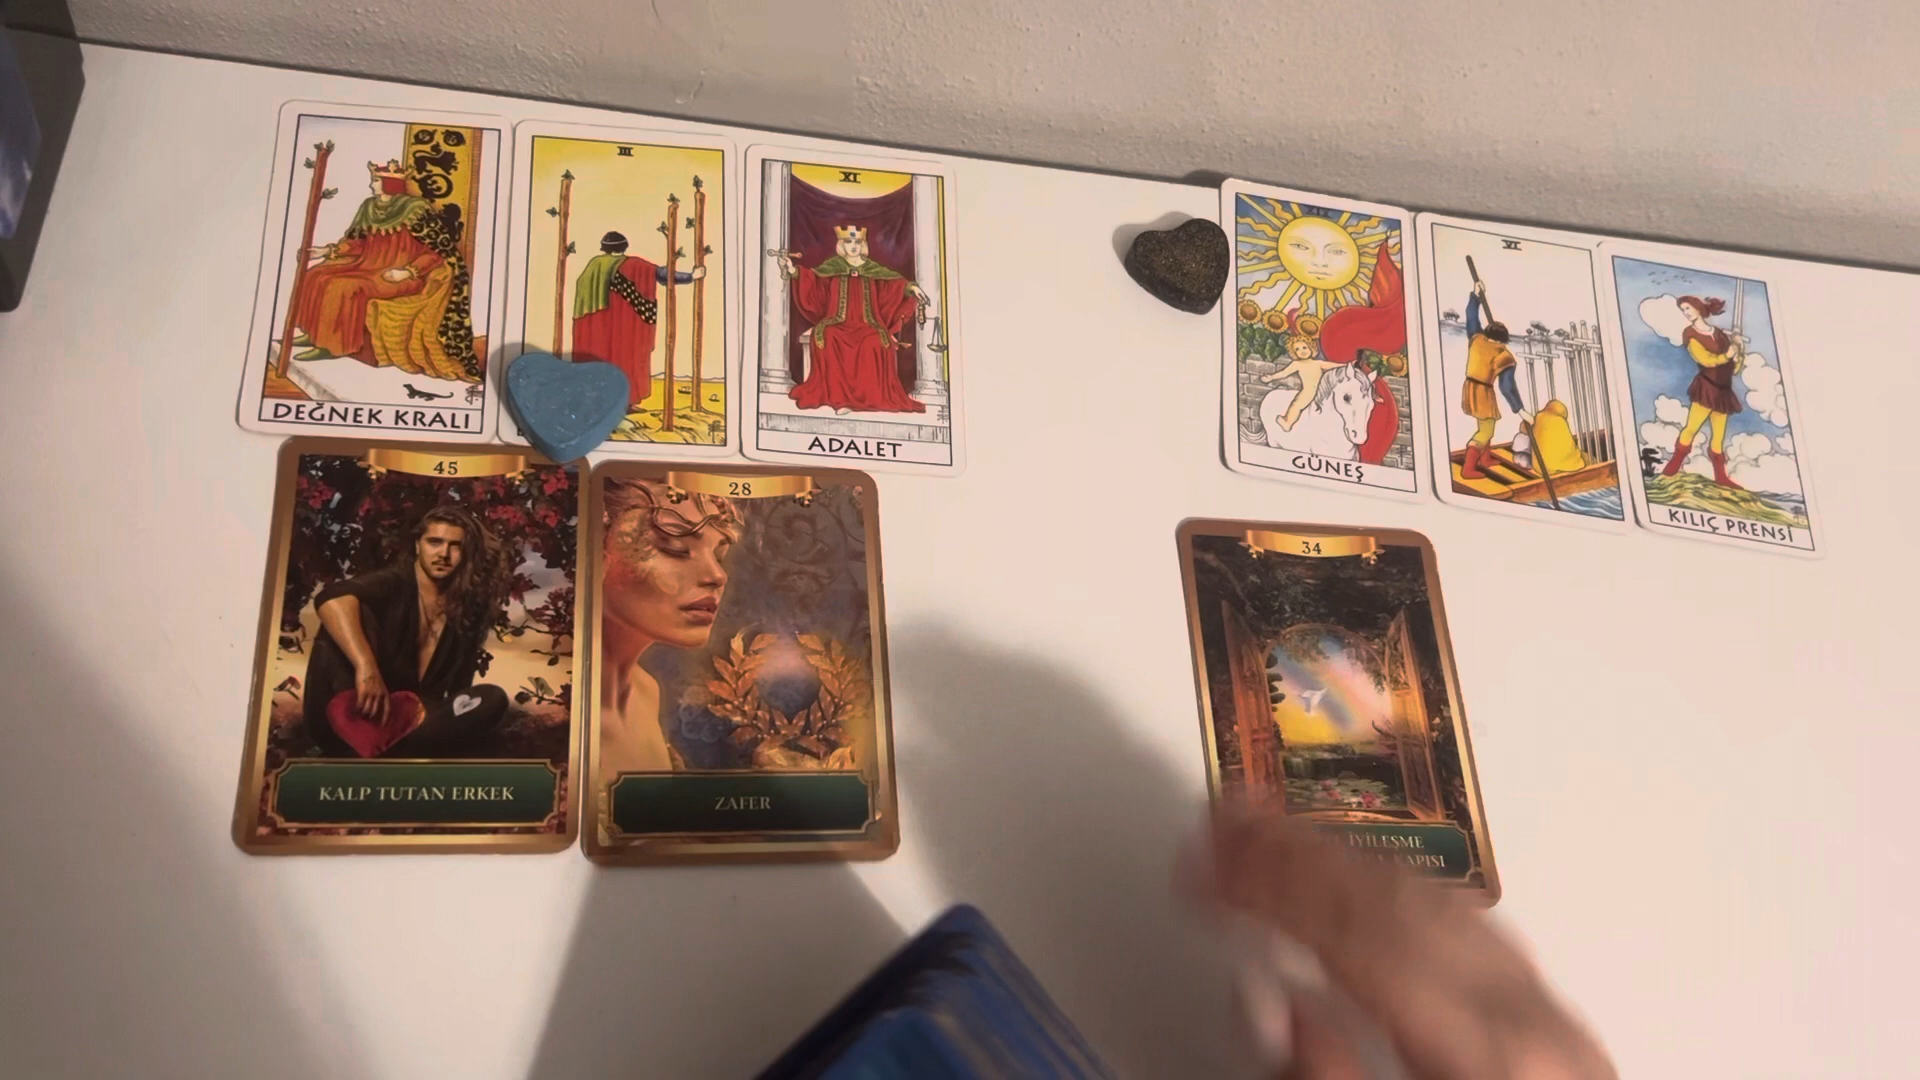 DEĞNEK KRALI
III
XI
ADALET
XIX
GÜNEŞ
VI
KILIÇ PRENSİ
45
KALP TUTAN ERKEK
28
ZAFER
34
İYİLEŞME
KAPISI